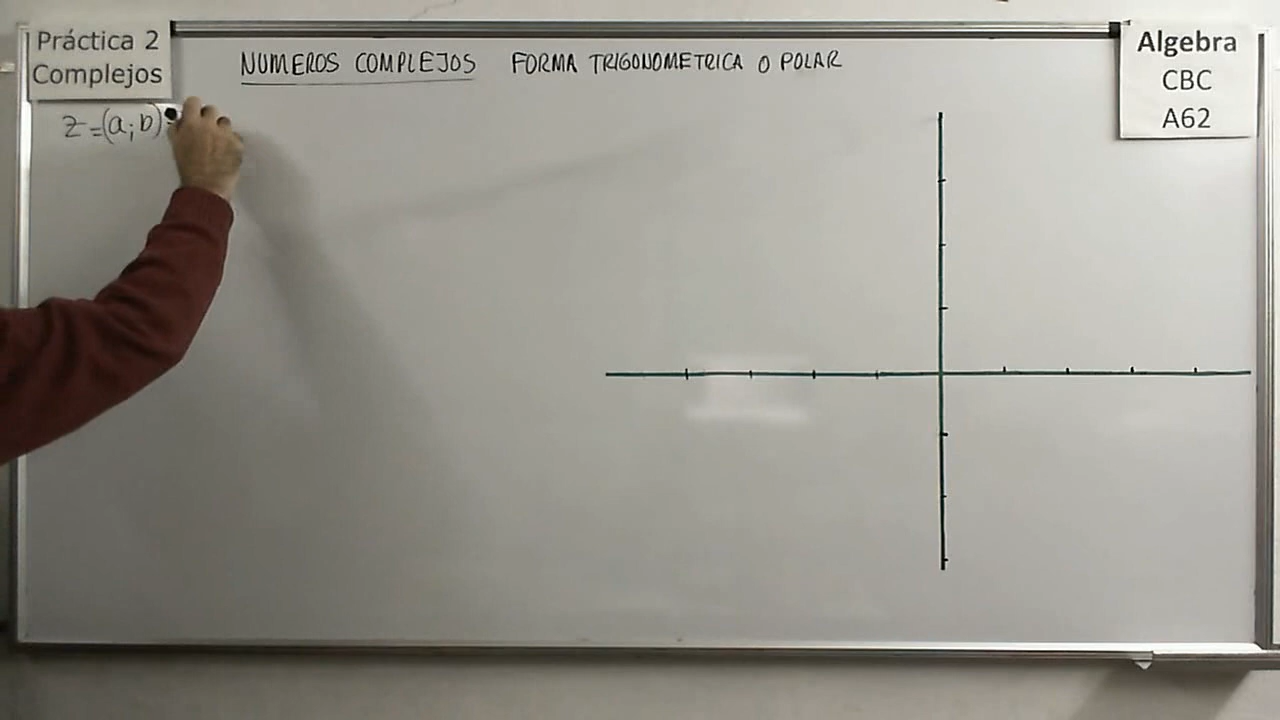 Práctica 2
Complejos
NUMEROS COMPLEJOS FORMA TRIGONOMETRICA O POLAR
Algebra
CBC
A62
z=(a;b)